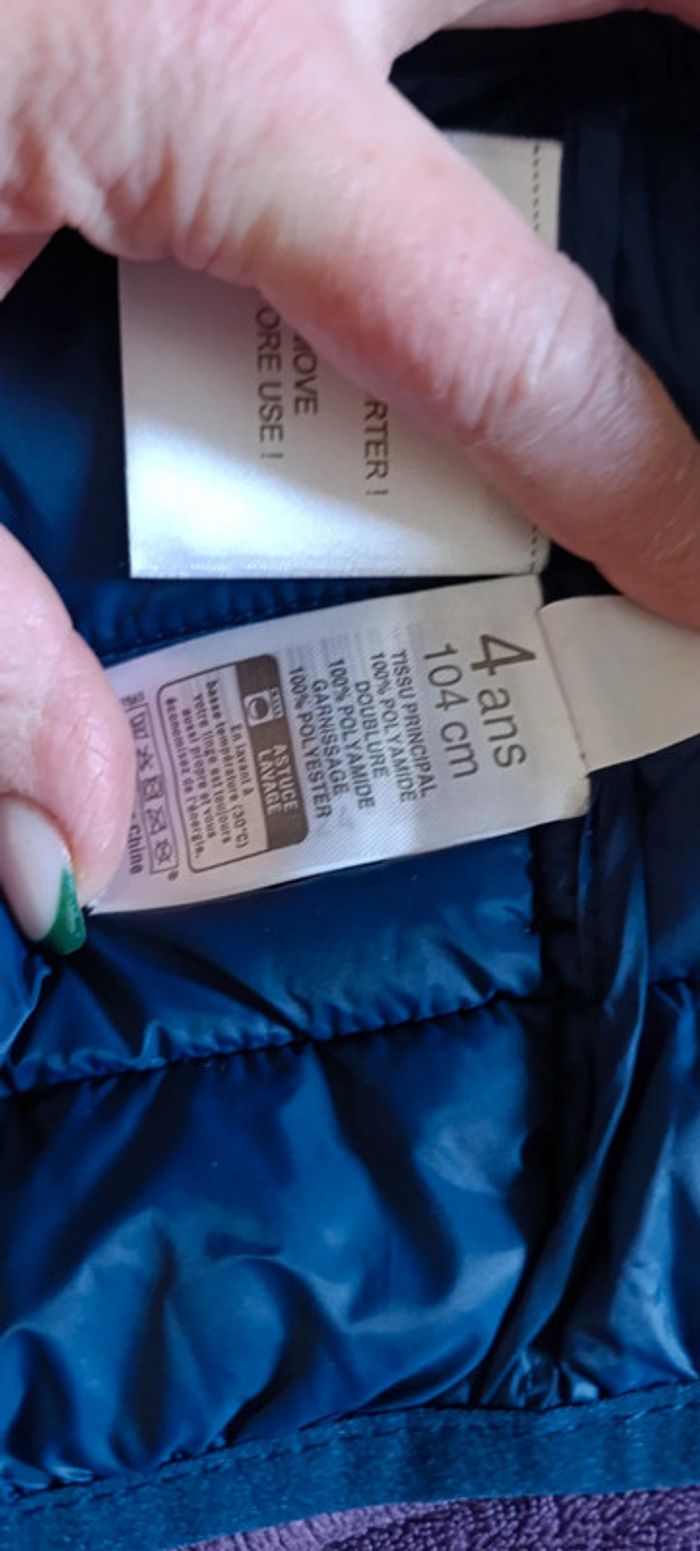 RTER !
MOVE
ORE USE !
4 ans
104 cm
TISSU PRINCIPAL
100% POLYAMIDE
DOUBLURE
100% POLYAMIDE
GARNISSAGE
100% POLYESTER
ASTUCE
LAVAGE
En lavant à
basse température (30°C)
votre linge est toujours
aussi propre et vous
économisez de l'énergie.
Chine